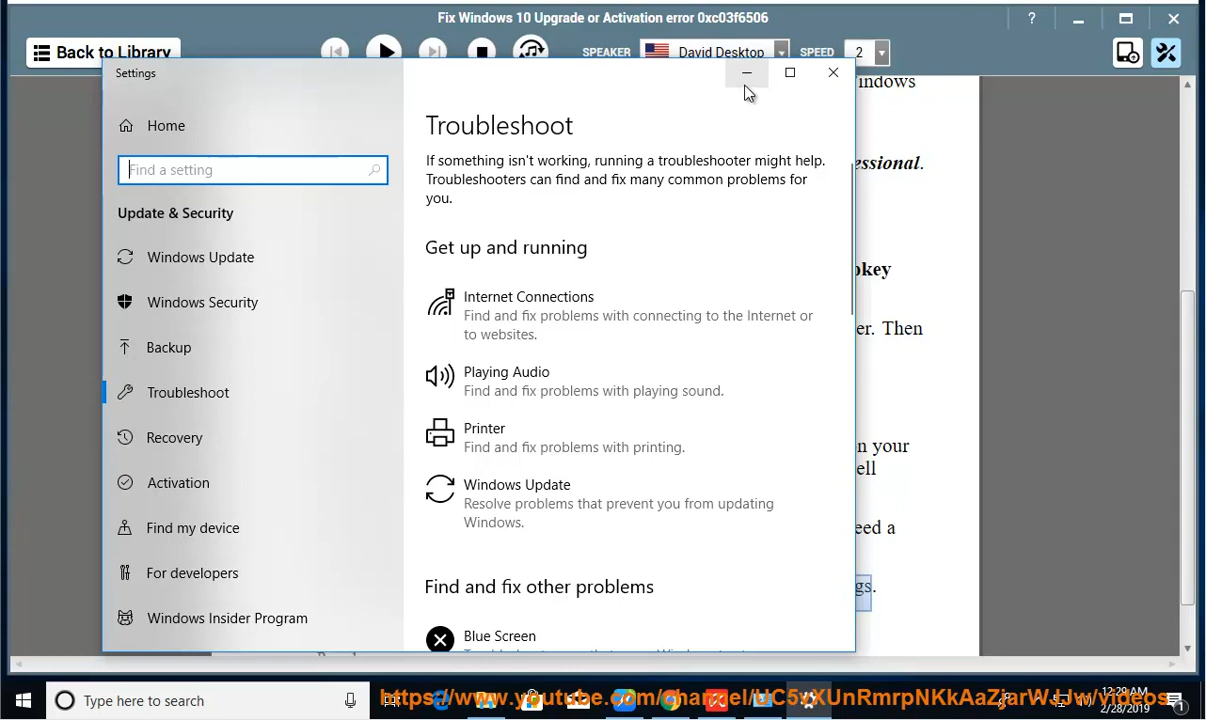 Fix Windows 10 Upgrade or Activation error 0xc03f6506
Back to Library
SPEAKER
David Desktop
SPEED
2
Settings
Home
Find a setting
Update & Security
Windows Update
Windows Security
Backup
Troubleshoot
Recovery
Activation
Find my device
For developers
Windows Insider Program
Troubleshoot
If something isn't working, running a troubleshooter might help.
Troubleshooters can find and fix many common problems for
you.
Get up and running
Internet Connections
Find and fix problems with connecting to the Internet or
to websites.
Playing Audio
Find and fix problems with playing sound.
Printer
Find and fix problems with printing.
Windows Update
Resolve problems that prevent you from updating
Windows.
Find and fix other problems
Blue Screen
indows
essional.
okey
er. Then
n your
ell
eed a
gs.
Type here to search
12:29 AM
2/28/2019
1